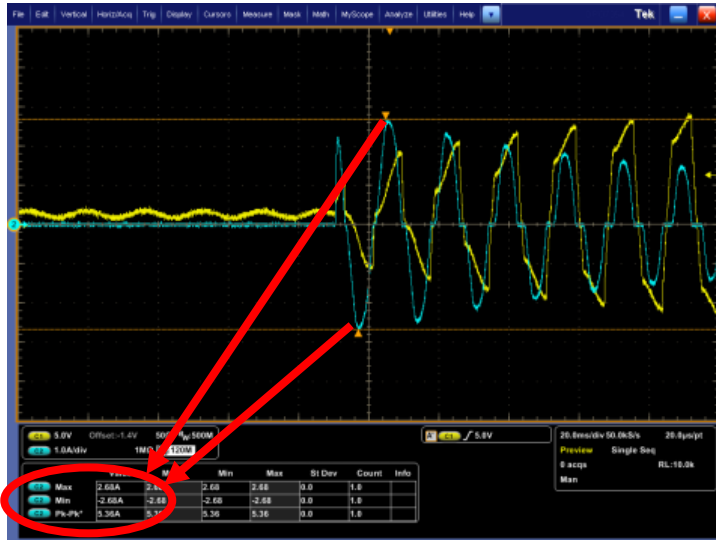 File Edit Vertical Horiz/Acq Trig Display Cursors Measure Mask Math MyScope Analyze Utilities Help Tek
2
C1 5.0V Offset:-1.4V 500M
C2 1.0A/div 1MΩ 120M
A C1 5.0V
20.0ms/div 50.0kS/s 20.0µs/pt
Preview Single Seq
0 acqs RL:10.0k
Man
Min Max St Dev Count Info
C2 Max 2.68A 2.68 2.68 0.0 1.0
C2 Min -2.68A -2.68 -2.68 -2.68 0.0 1.0
C2 Pk-Pk* 5.36A 5.36 5.36 0.0 1.0